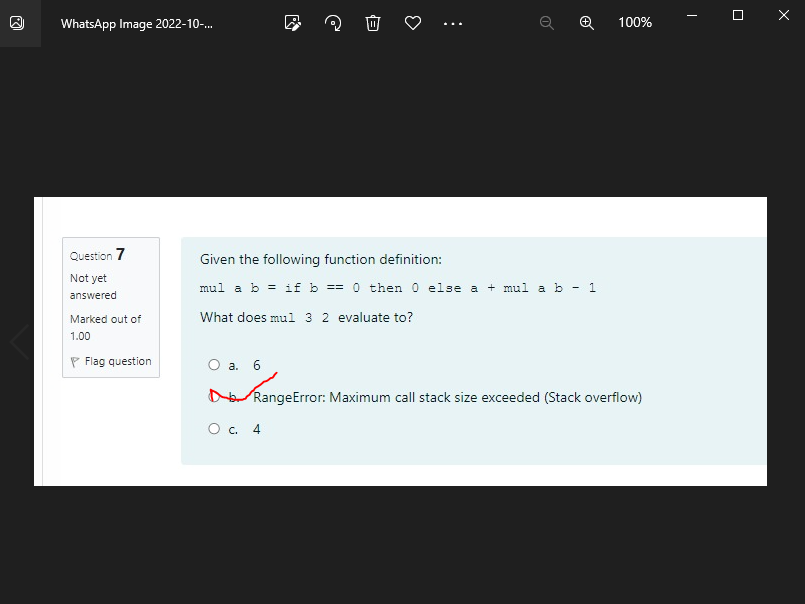 WhatsApp Image 2022-10-...
100%
Question 7
Not yet
answered
Marked out of
1.00
Flag question
Given the following function definition:
mul a b = if b == 0 then 0 else a + mul a b - 1
What does mul 3 2 evaluate to?
a. 6
b. RangeError: Maximum call stack size exceeded (Stack overflow)
c. 4